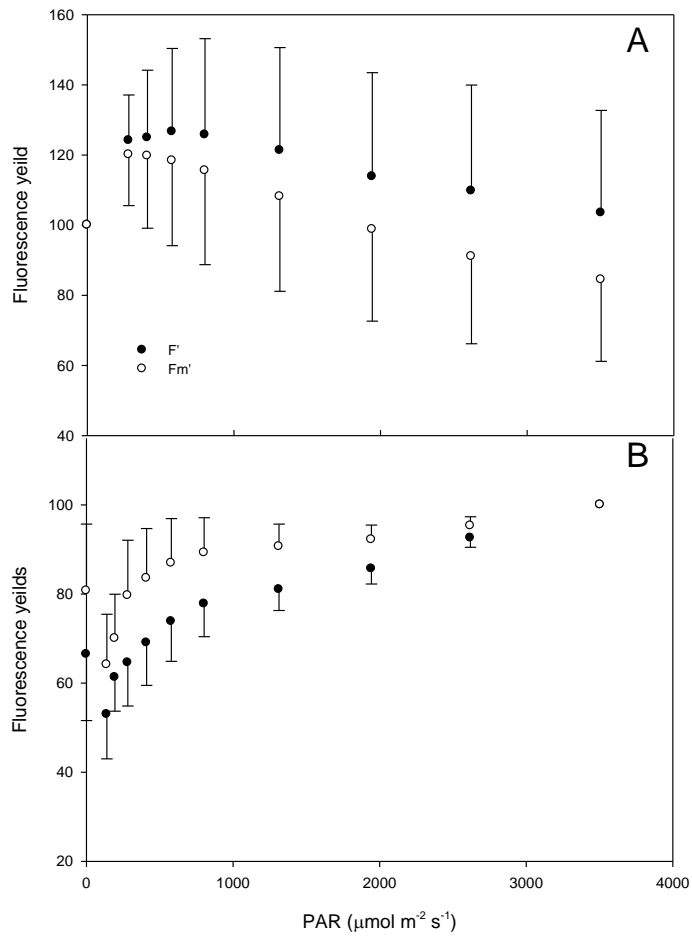 160
A
140
120
100
80
60
40
Fluorescence yeild
F'
Fm'
B
100
80
60
40
20
Fluorescence yeilds
0 1000 2000 3000 4000
PAR (μmol m⁻² s⁻¹)